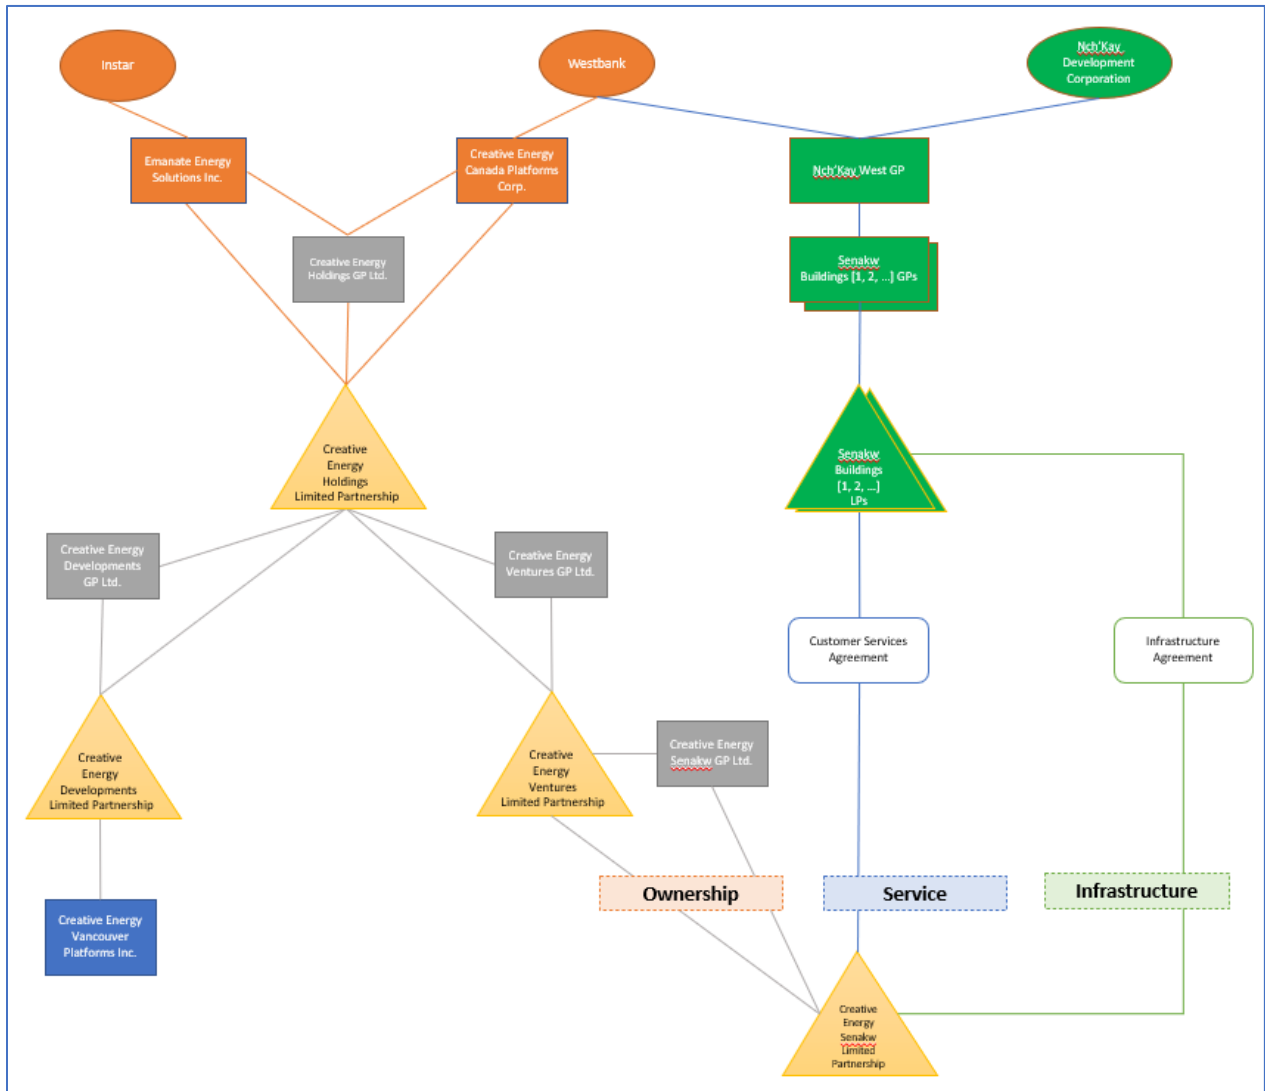 Instar
Westbank
Nch'Kay
Development
Corporation
Emanate Energy
Solutions Inc.
Creative Energy
Canada Platforms
Corp.
Nch'Kay West GP
Creative Energy
Holdings GP Ltd.
Senakw
Buildings [1, 2, ...] GPs
Creative
Energy
Holdings
Limited Partnership
Senakw
Buildings
[1, 2, ...]
LPs
Creative Energy
Developments
GP Ltd.
Creative Energy
Ventures GP Ltd.
Customer Services
Agreement
Infrastructure
Agreement
Creative
Energy
Developments
Limited Partnership
Creative
Energy
Ventures
Limited Partnership
Creative Energy
Senakw GP Ltd.
Ownership
Service
Infrastructure
Creative Energy
Vancouver
Platforms Inc.
Creative
Energy
Senakw
Limited
Partnership